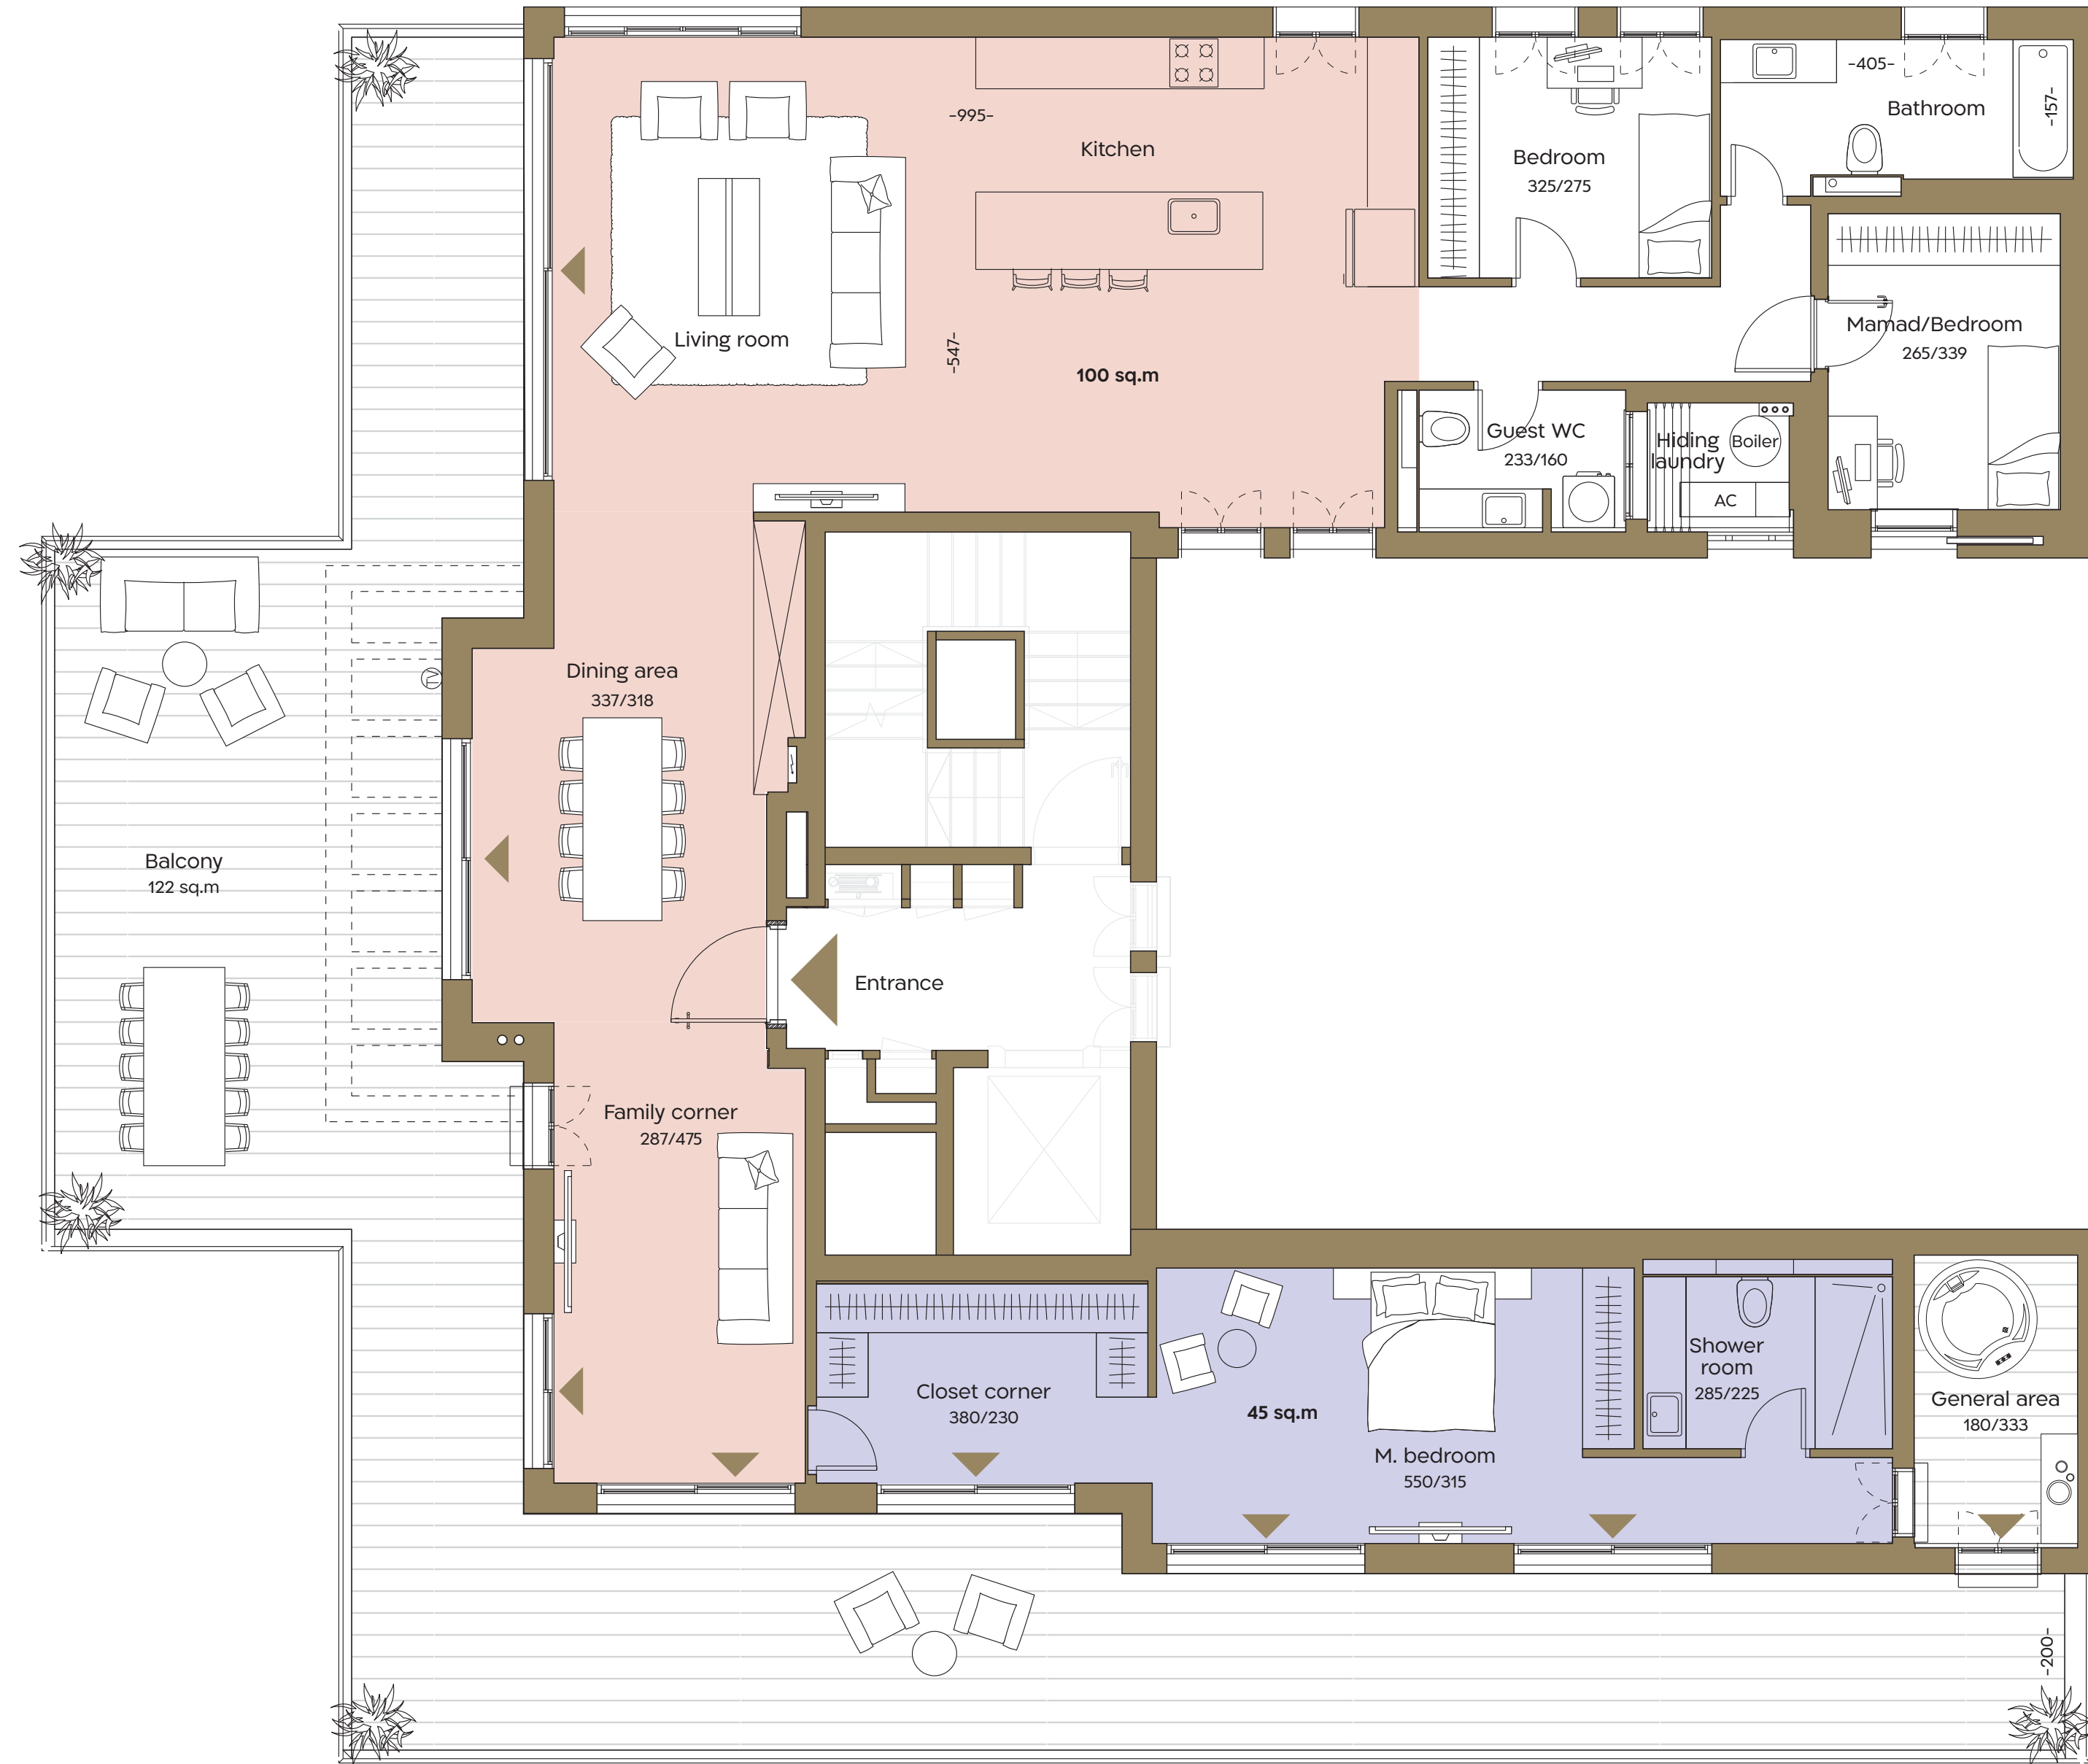 -405-
Bathroom
-157-
-995-
Kitchen
Bedroom
325/275
Living room
-547-
100 sq.m
Mamad/Bedroom
265/339
Guest WC
233/160
Hiding
laundry
Boiler
AC
Dining area
337/318
TV
Balcony
122 sq.m
Entrance
Family corner
287/475
Closet corner
380/230
45 sq.m
M. bedroom
550/315
Shower
room
285/225
General area
180/333
-200-